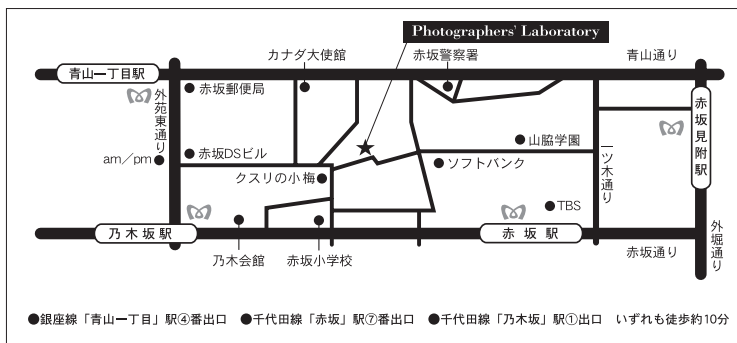 Photographers' Laboratory
カナダ大使館
赤坂警察署
青山通り
青山一丁目駅
外苑東通り
赤坂郵便局
赤坂見附駅
山脇学園
一ツ木通り
am／pm
赤坂DSビル
ソフトバンク
クスリの小梅
TBS
乃木坂駅
赤坂駅
外堀通り
乃木会館
赤坂小学校
赤坂通り
●銀座線「青山一丁目」駅④番出口 ●千代田線「赤坂」駅⑦番出口 ●千代田線「乃木坂」駅①出口 いずれも徒歩約10分